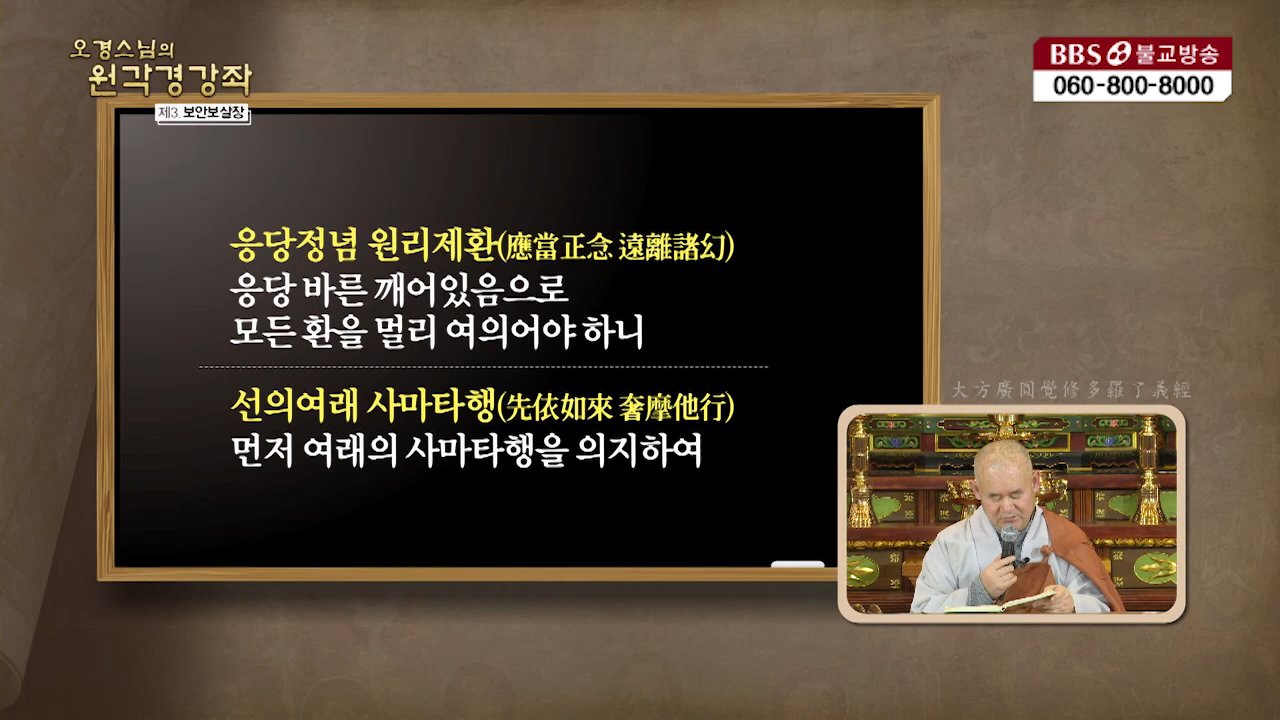 오경스님의
원각경강좌
제3. 보안보살장
BBS 불교방송
060-800-8000
응당정념 원리제환(應當正念 遠離諸幻)
응당 바른 깨어있음으로
모든 환을 멀리 여의어야 하니
선의여래 사마타행(先依如來 奢摩他行)
먼저 여래의 사마타행을 의지하여
大方廣圓覺修多羅了義經